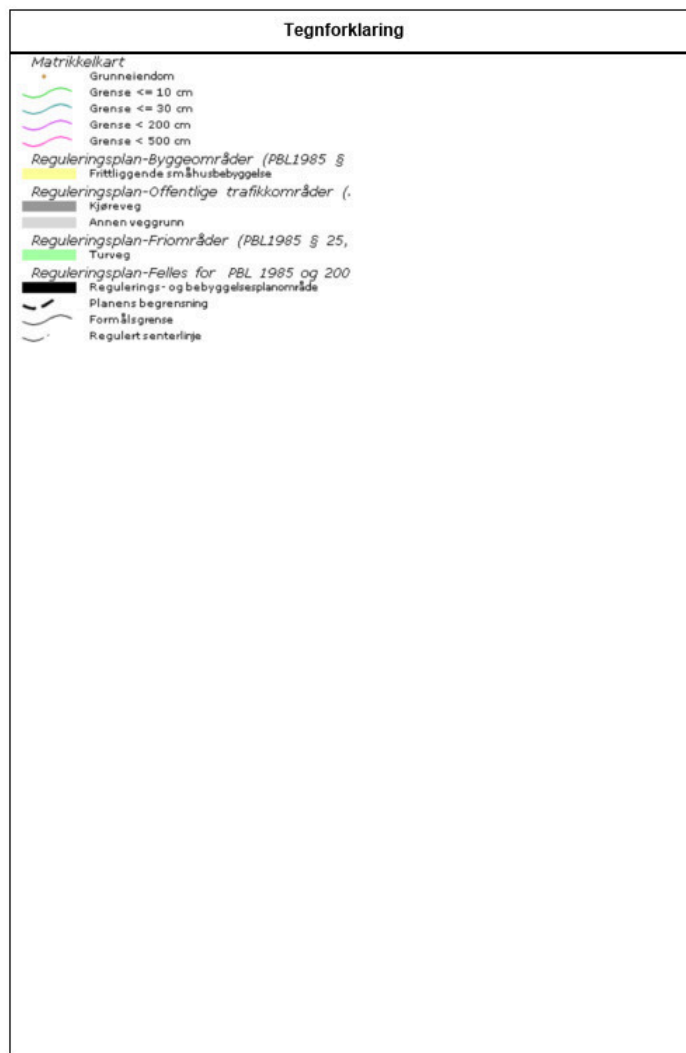 Tegnforklaring
Matrikkelkart
Grunneiendom
Grense <= 10 cm
Grense <= 30 cm
Grense < 200 cm
Grense < 500 cm
Reguleringsplan-Byggeområder (PBL1985 §
Frittliggende småhusbebyggelse
Reguleringsplan-Offentlige trafikkområder (.
Kjøreveg
Annen veggrunn
Reguleringsplan-Friområder (PBL1985 § 25,
Turveg
Reguleringsplan-Felles for PBL 1985 og 200
Regulerings- og bebyggelsesplanområde
Planens begrensning
Formålsgrense
Regulert senterlinje